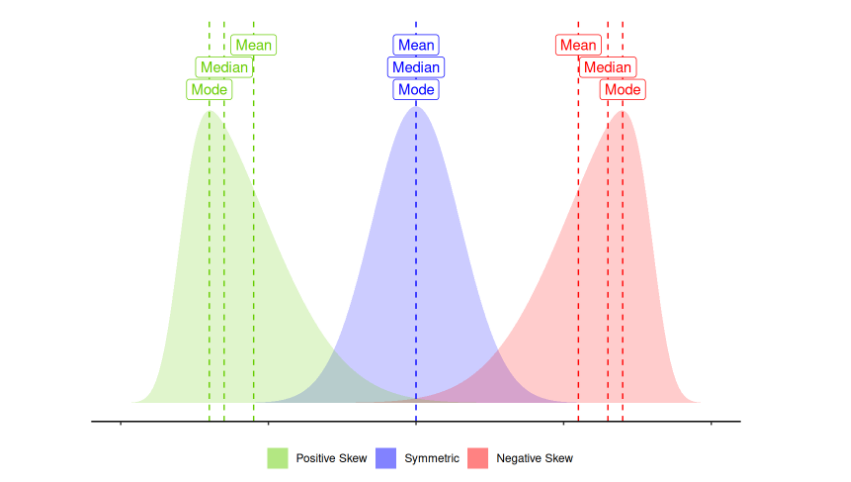 Mean Mean Mean
Median Median Median
Mode Mode Mode
Positive Skew Symmetric Negative Skew